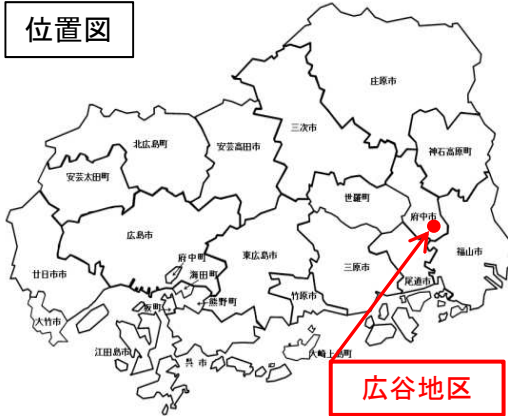 位置図
庄原市
三次市
北広島町
安芸高田市
神石高原町
安芸太田町
世羅町
府中市
広島市
府中町
東広島市
三原市
福山市
廿日市市
海田町
尾道市
坂町
熊野町
竹原市
大竹市
江田島市
呉市
大崎上島町
広谷地区